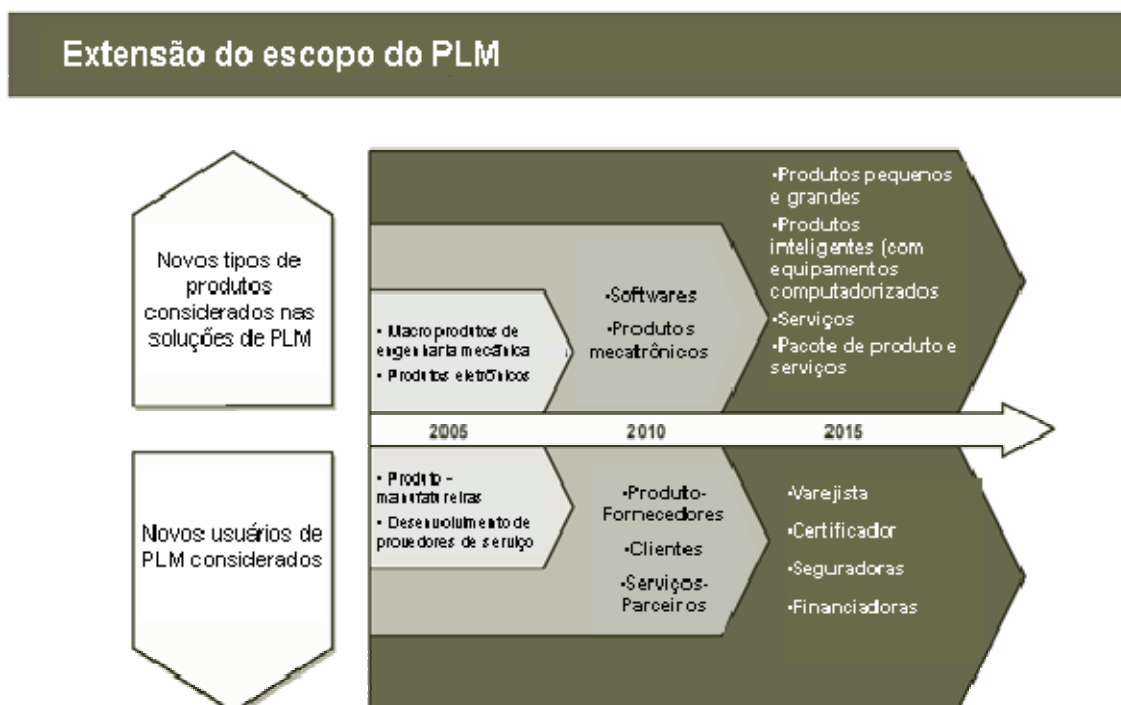 Extensão do escopo do PLM
Novos tipos de
produtos
considerados nas
soluções de PLM
• Macroprodutos de
engenharia mecânica
• Produtos eletrônicos
•Softwares
•Produtos
mecatrônicos
•Produtos pequenos
e grandes
•Produtos
inteligentes (com
equipamentos
computadorizados
•Serviços
•Pacote de produto e
serviços
2005
2010
2015
Novos usuários de
PLM considerados
• Produto -
manufatureiras
• Desenvolvimento de
provedores de serviço
•Produto-
Fornecedores
•Clientes
•Serviços-
Parceiros
•Varejista
•Certificador
•Seguradoras
•Financiadoras